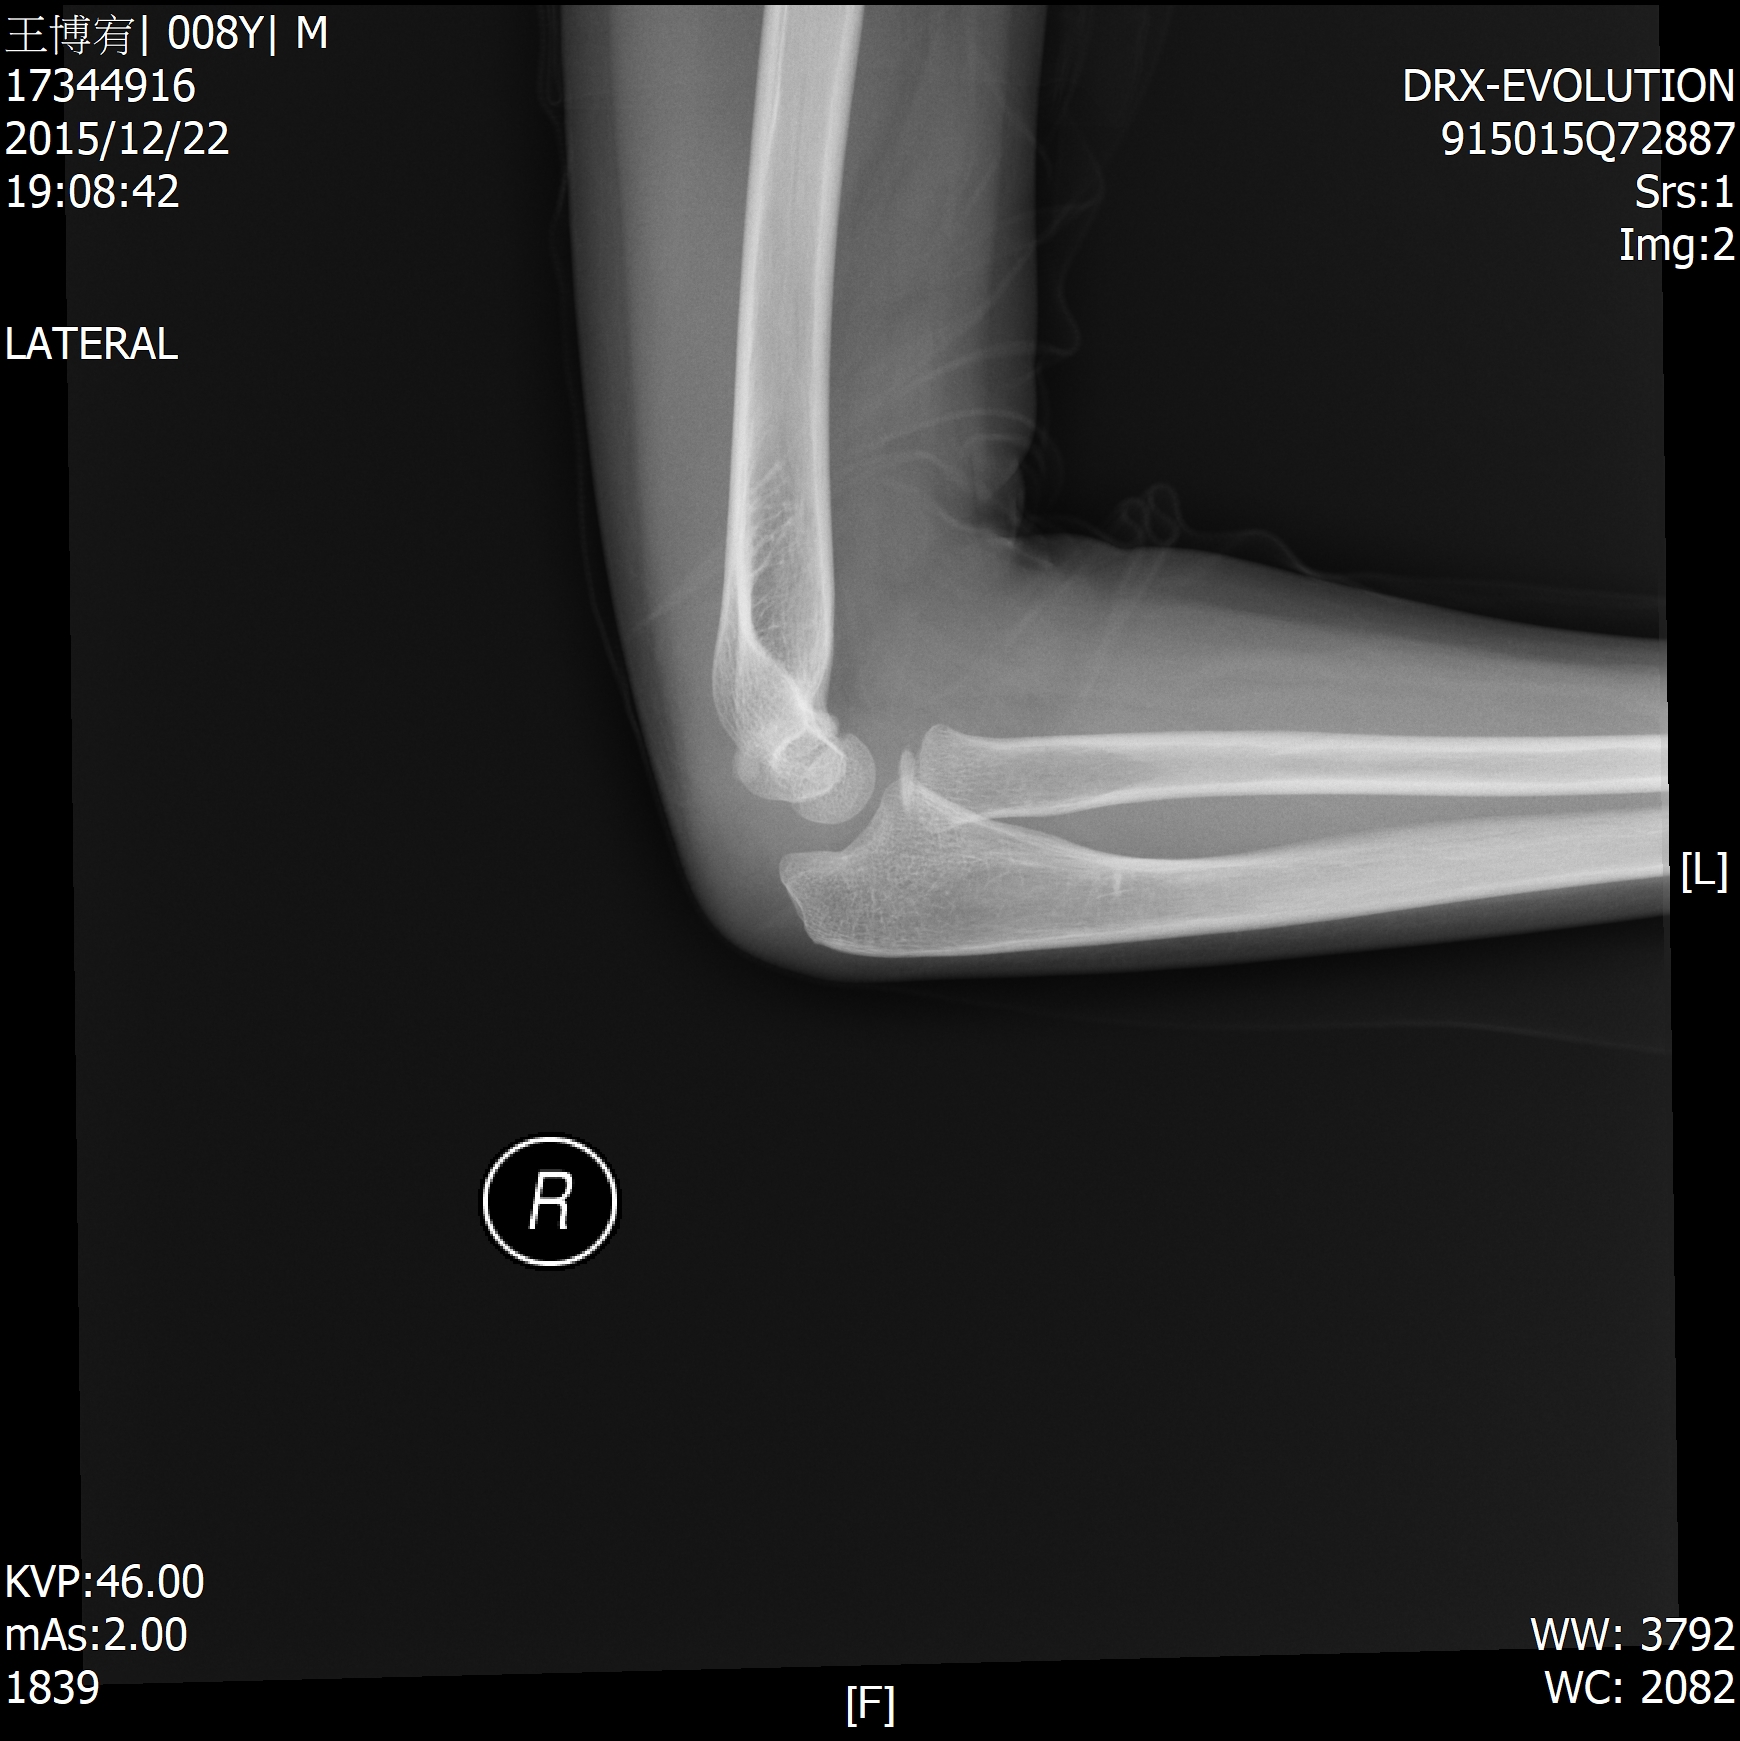 王博宥| 008Y| M
17344916
2015/12/22
19:08:42
LATERAL
DRX-EVOLUTION
915015Q72887
Srs:1
Img:2
[L]
R
KVP:46.00
mAs:2.00
1839
[F]
WW: 3792
WC: 2082